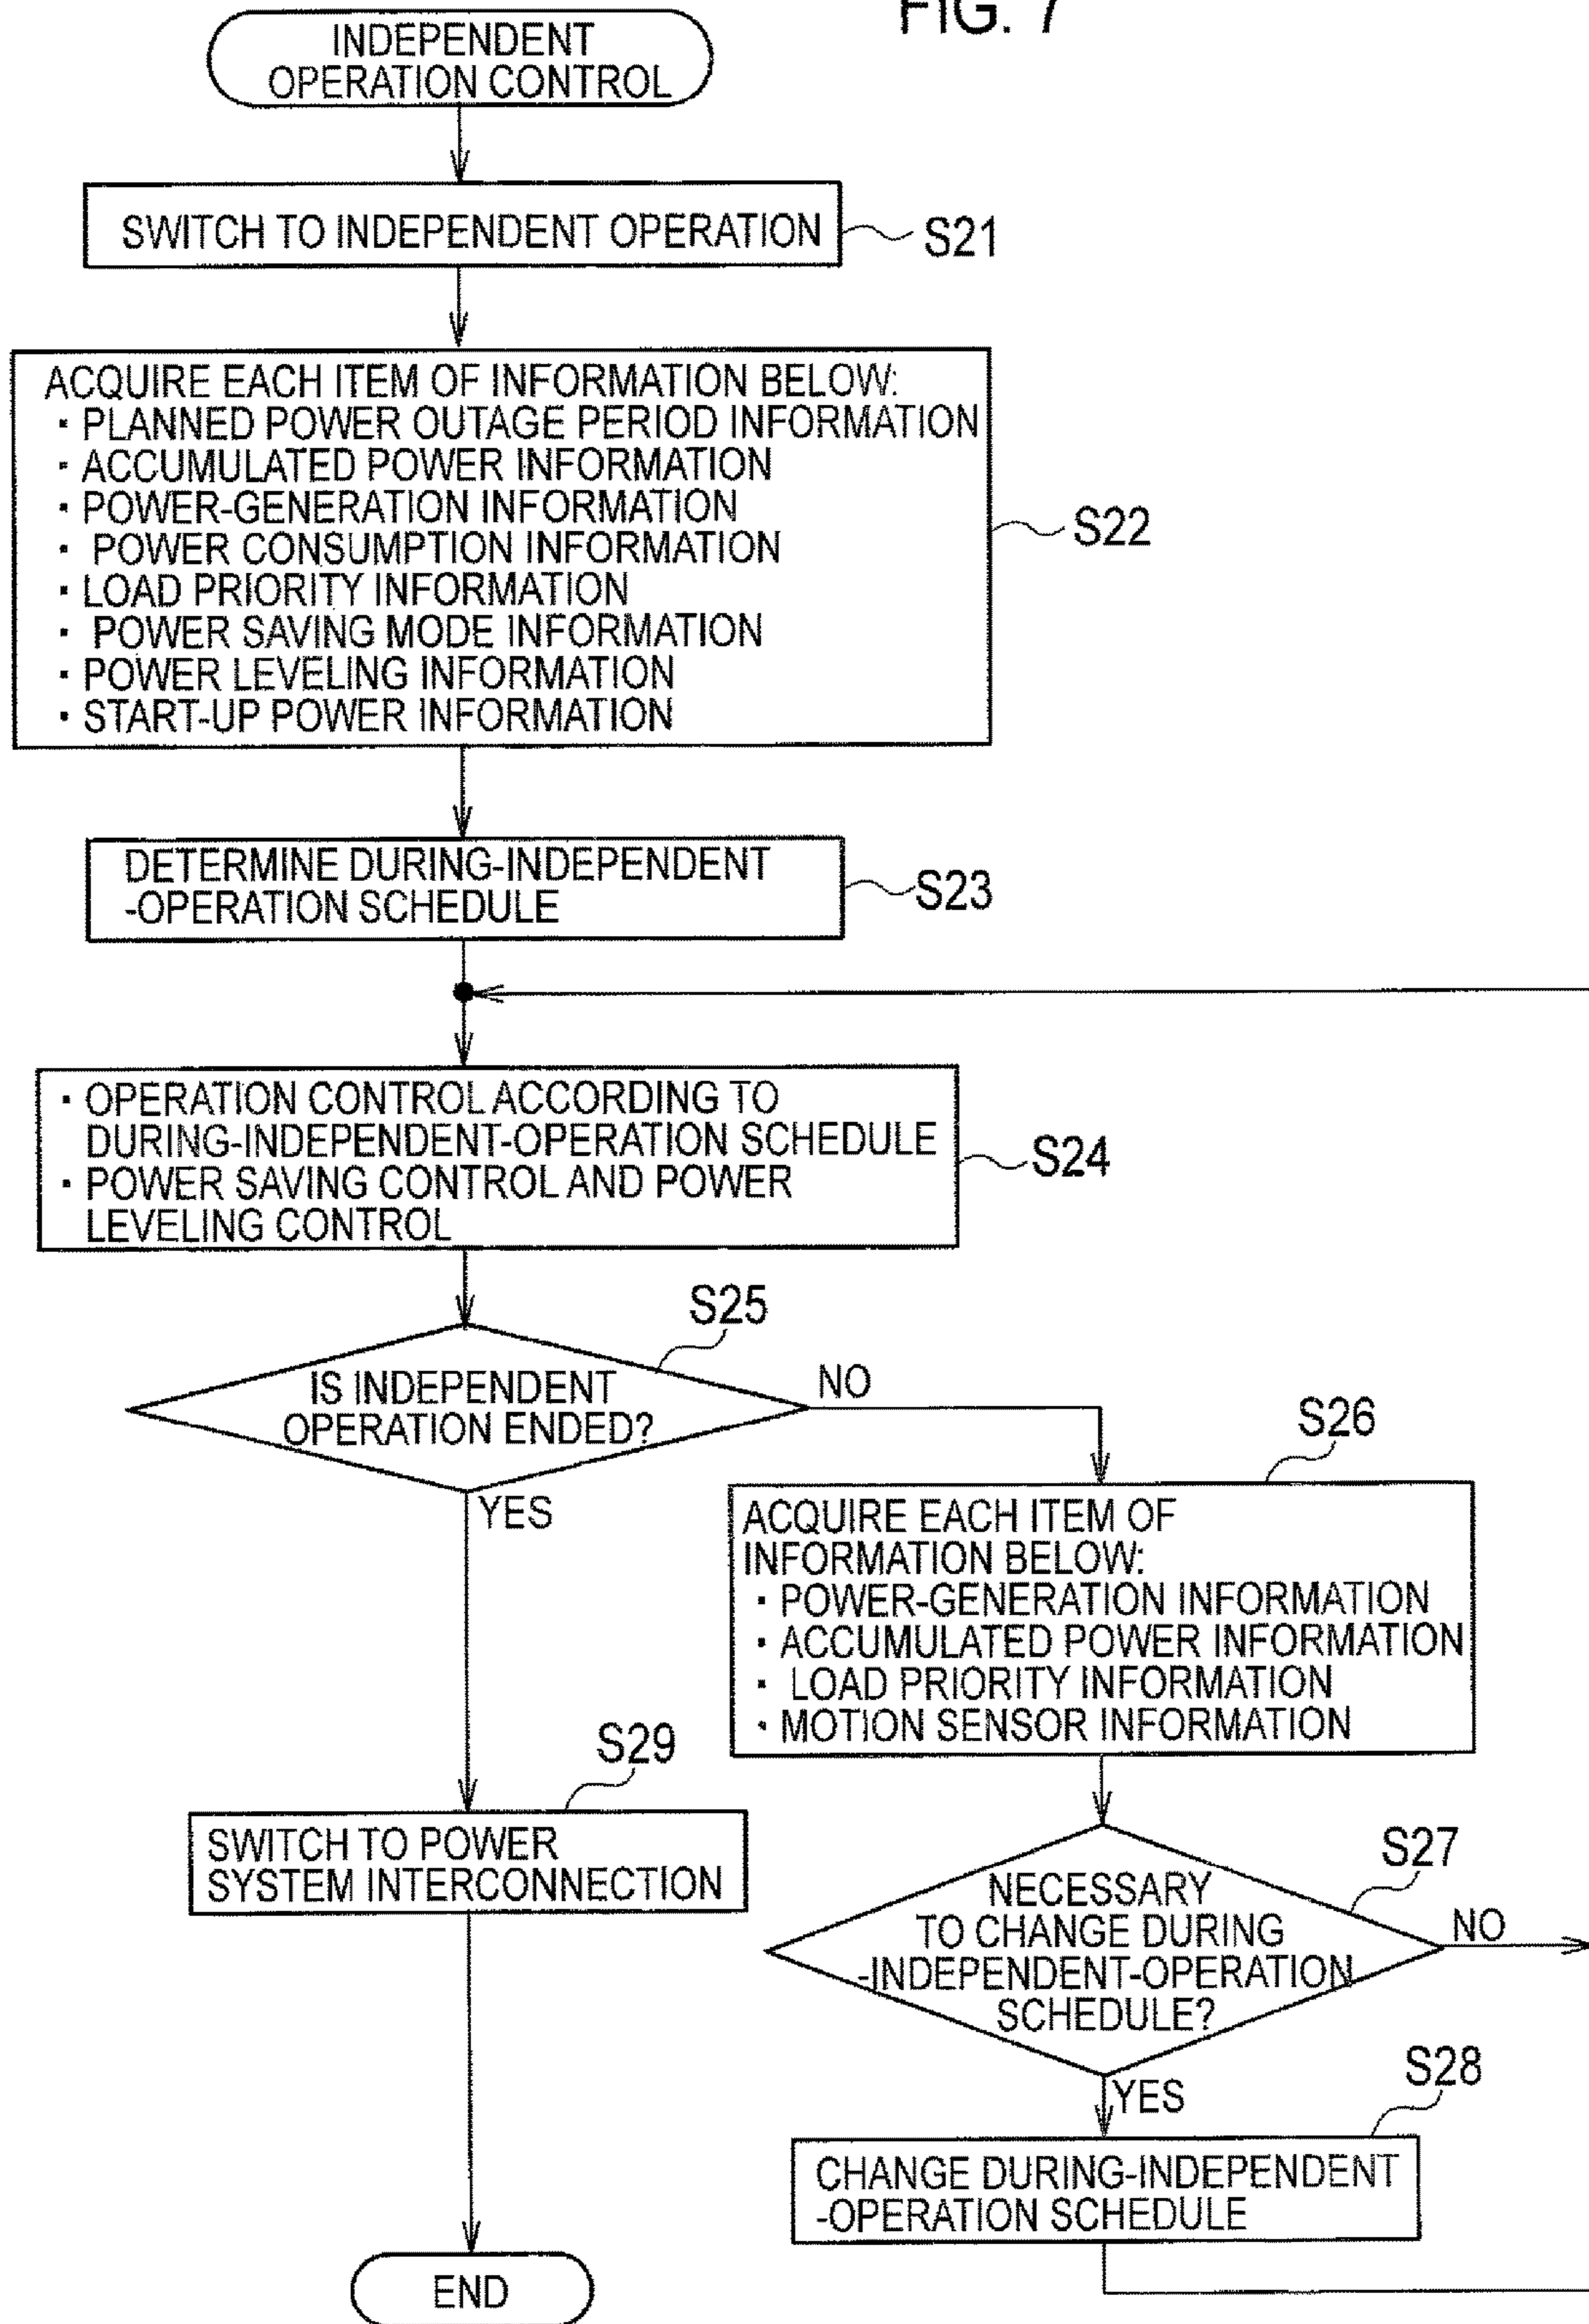 FIG. 7
INDEPENDENT
OPERATION CONTROL
SWITCH TO INDEPENDENT OPERATION
S21
ACQUIRE EACH ITEM OF INFORMATION BELOW:
・PLANNED POWER OUTAGE PERIOD INFORMATION
・ACCUMULATED POWER INFORMATION
・POWER-GENERATION INFORMATION
・POWER CONSUMPTION INFORMATION
・LOAD PRIORITY INFORMATION
・POWER SAVING MODE INFORMATION
・POWER LEVELING INFORMATION
・START-UP POWER INFORMATION
S22
DETERMINE DURING-INDEPENDENT
-OPERATION SCHEDULE
S23
・OPERATION CONTROL ACCORDING TO
DURING-INDEPENDENT-OPERATION SCHEDULE
・POWER SAVING CONTROL AND POWER
LEVELING CONTROL
S24
S25
IS INDEPENDENT
OPERATION ENDED?
NO
YES
S26
ACQUIRE EACH ITEM OF
INFORMATION BELOW:
・POWER-GENERATION INFORMATION
・ACCUMULATED POWER INFORMATION
・LOAD PRIORITY INFORMATION
・MOTION SENSOR INFORMATION
S29
SWITCH TO POWER
SYSTEM INTERCONNECTION
S27
NECESSARY
TO CHANGE DURING
-INDEPENDENT-OPERATION
SCHEDULE?
NO
YES
S28
CHANGE DURING-INDEPENDENT
-OPERATION SCHEDULE
END